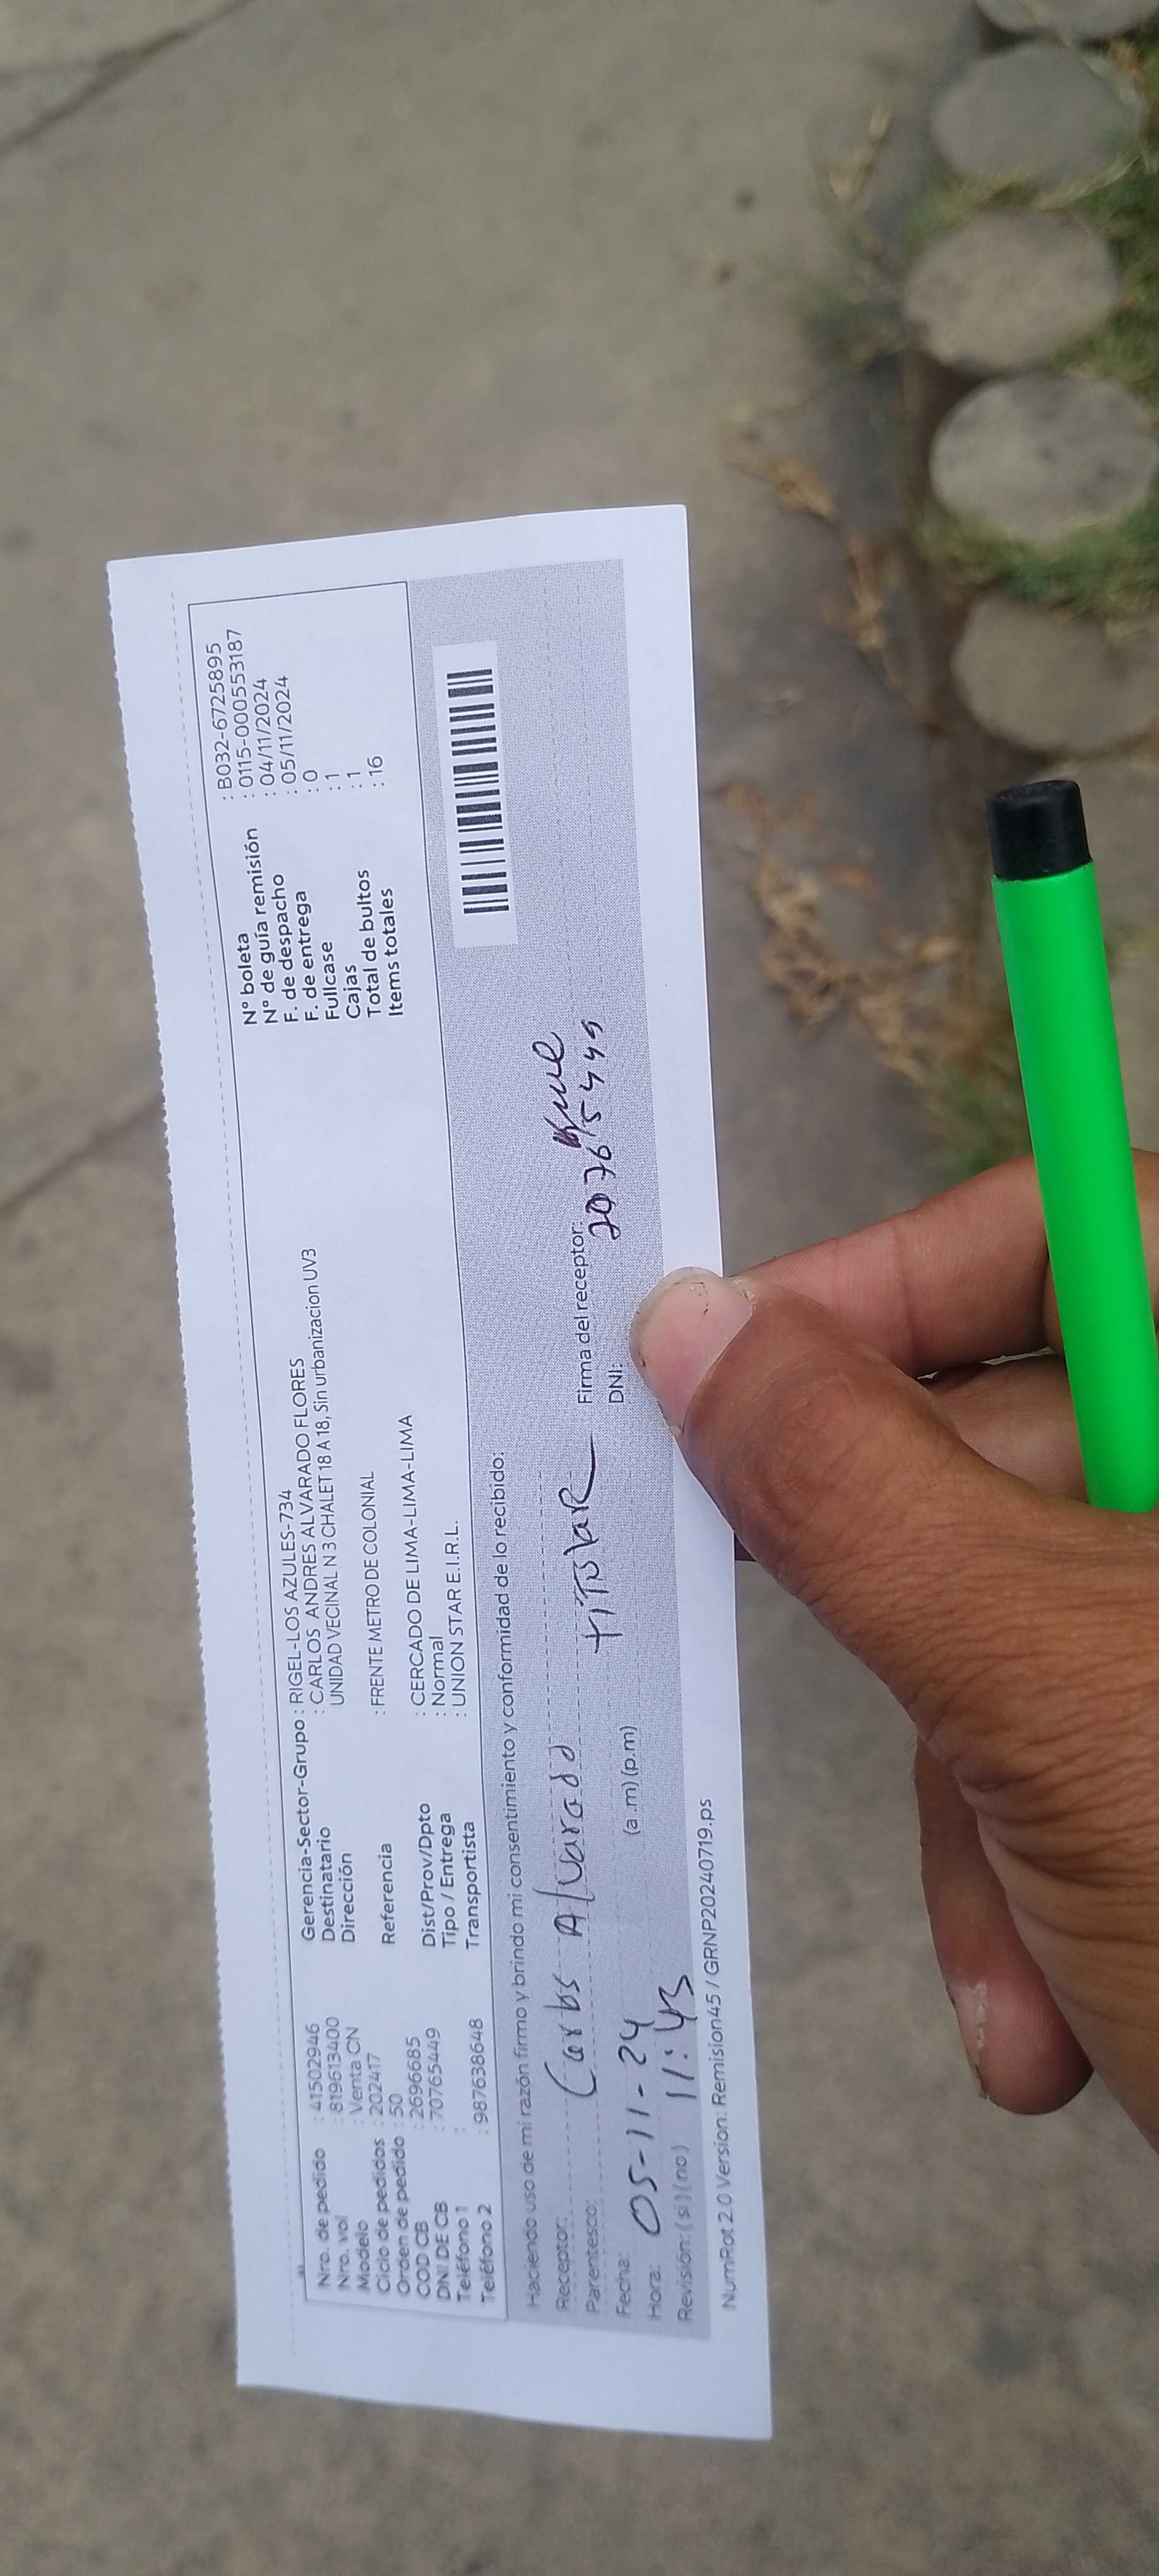 Nro. de pedido : 41502946
Nro. vol : 819613400
Modelo : Venta CN
Ciclo de pedidos : 202417
Orden de pedido : 50
COD CB : 2696685
DNI DE CB : 70765449
Teléfono 1 :
Teléfono 2 : 987638648
Gerencia-Sector-Grupo : RIGEL-LOS AZULES-734
Destinatario : CARLOS ANDRES ALVARADO FLORES
Dirección UNIDAD VECINAL N 3 CHALET 18 A 18, Sin urbanizacion UV3
Referencia : FRENTE METRO DE COLONIAL
Dist/Prov/Dpto : CERCADO DE LIMA-LIMA-LIMA
Tipo / Entrega : Normal
Transportista : UNION STAR E.I.R.L.
N° boleta : B032-6725895
N° de guía remisión : 0115-000553187
F. de despacho : 04/11/2024
F. de entrega : 05/11/2024
Fullcase : 0
Cajas : 1
Total de bultos : 1
Items totales : 16
Haciendo uso de mi razón firmo y brindo mi consentimiento y conformidad de lo recibido:
Receptor: Carlos Alvarado
Parentesco: TITULAR
Firma del receptor:
Fecha: 05-11-24
DNI: 70765449
Hora: 11:43 (a.m) (p.m)
Revisión: (si) (no)
NumRot 2.0 Version: Remision45 / GRNP20240719.ps